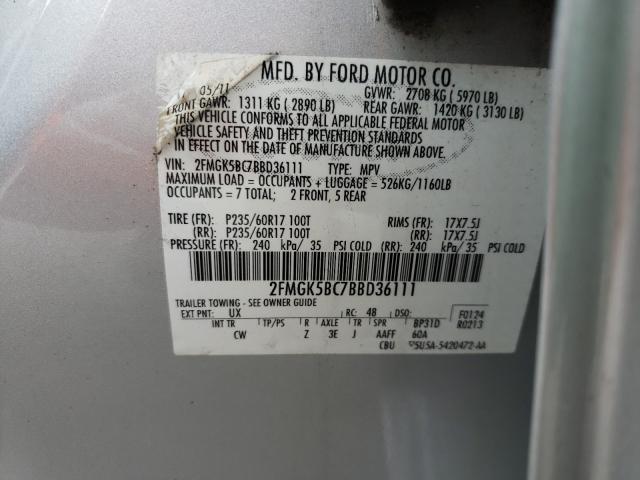 MFD. BY FORD MOTOR CO.
05/11 GVWR: 2708 KG ( 5970 LB)
FRONT GAWR: 1311 KG ( 2890 LB) REAR GAWR: 1420 KG ( 3130 LB)
THIS VEHICLE CONFORMS TO ALL APPLICABLE FEDERAL MOTOR
VEHICLE SAFETY AND THEFT PREVENTION STANDARDS
IN EFFECT ON THE DATE OF MANUFACTURE SHOWN ABOVE.
VIN: 2FMGK5BC7BBD36111 TYPE: MPV
MAXIMUM LOAD = OCCUPANTS + LUGGAGE = 526KG/1160LB
OCCUPANTS = 7 TOTAL; 2 FRONT, 5 REAR
TIRE (FR): P235/60R17 100T RIMS (FR): 17X7.5J
(RR): P235/60R17 100T (RR): 17X7.5J
PRESSURE (FR): 240 kPa/ 35 PSI COLD (RR): 240 kPa/ 35 PSI COLD
2FMGK5BC7BBD36111
TRAILER TOWING - SEE OWNER GUIDE
EXT PNT: UX RC: 48 DSO: F0124
INT TR TP/PS R AXLE TR SPR BP31D R0213
CW Z 3E J AAFF 60A
CBU 5U5A-5420472-AA